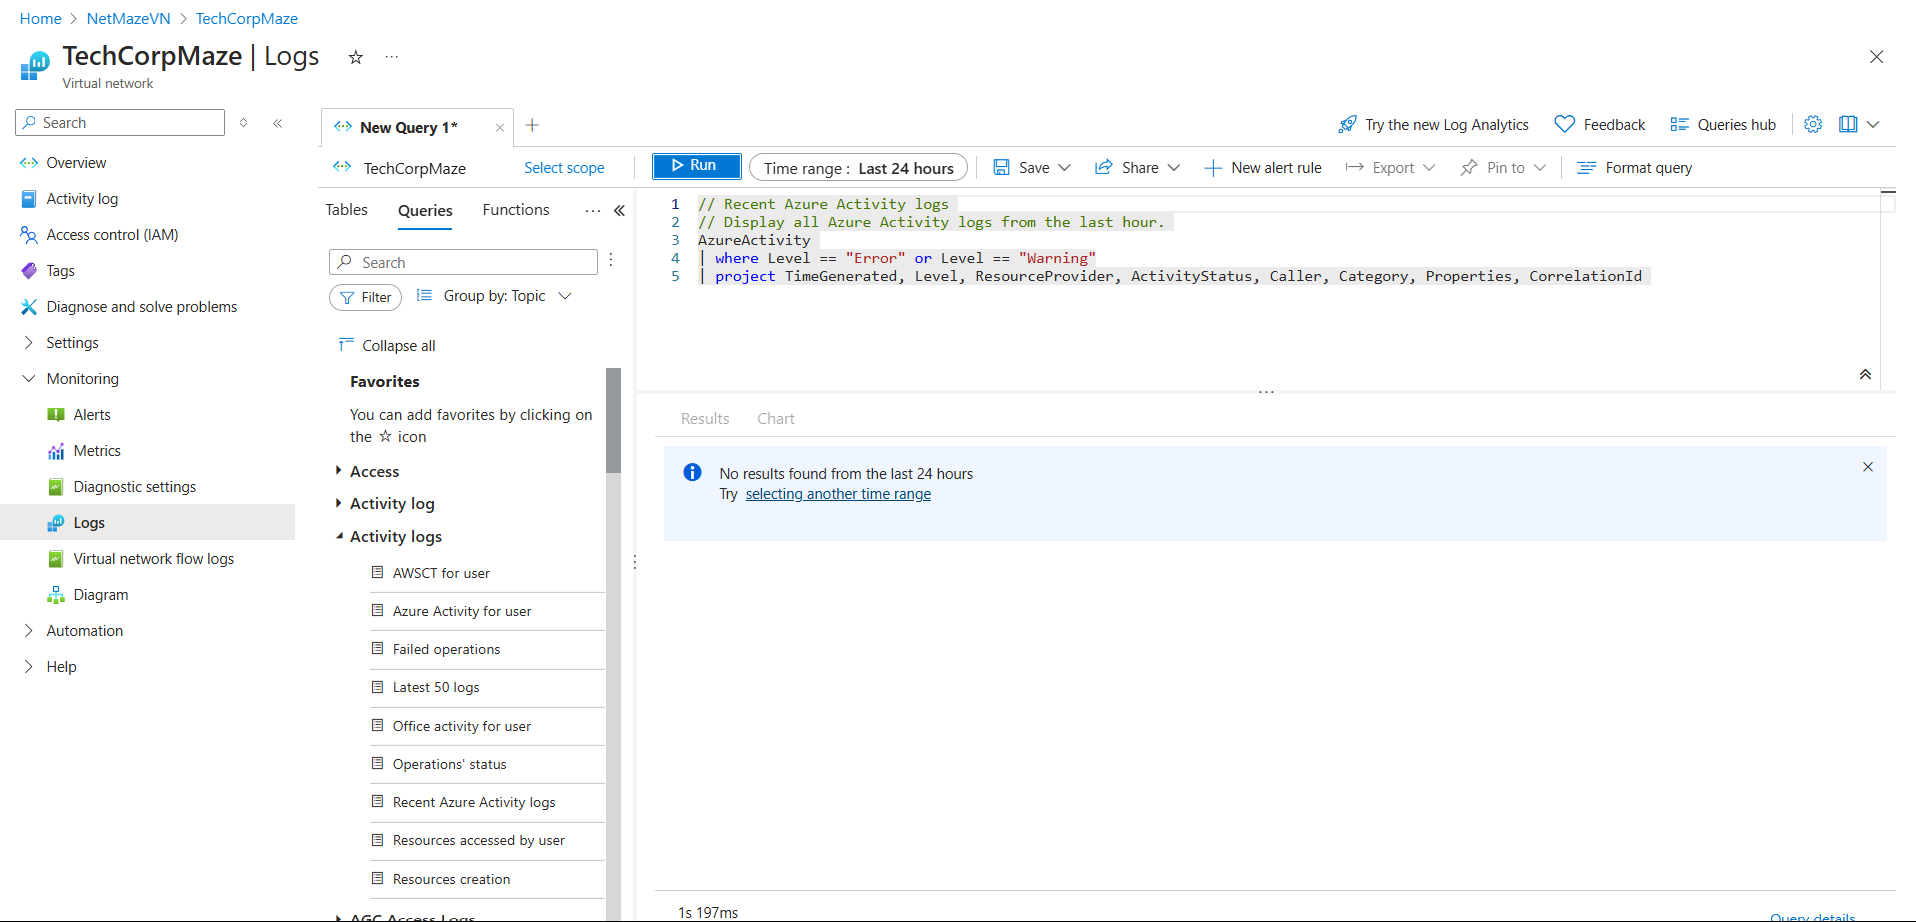 Home > NetMazeVN > TechCorpMaze
TechCorpMaze | Logs
Virtual network
Search
Overview
Activity log
Access control (IAM)
Tags
Diagnose and solve problems
Settings
Monitoring
Alerts
Metrics
Diagnostic settings
Logs
Virtual network flow logs
Diagram
Automation
Help
New Query 1*
Try the new Log Analytics
Feedback
Queries hub
TechCorpMaze
Select scope
Run
Time range : Last 24 hours
Save
Share
New alert rule
Export
Pin to
Format query
Tables
Queries
Functions
Search
Filter
Group by: Topic
Collapse all
Favorites
You can add favorites by clicking on
the ☆ icon
Access
Activity log
Activity logs
AWSCT for user
Azure Activity for user
Failed operations
Latest 50 logs
Office activity for user
Operations' status
Recent Azure Activity logs
Resources accessed by user
Resources creation
AGC Access Logs
1 // Recent Azure Activity logs
2 // Display all Azure Activity logs from the last hour.
3 AzureActivity
4 | where Level == "Error" or Level == "Warning"
5 | project TimeGenerated, Level, ResourceProvider, ActivityStatus, Caller, Category, Properties, CorrelationId
Results
Chart
No results found from the last 24 hours
Try selecting another time range
1s 197ms
Query details